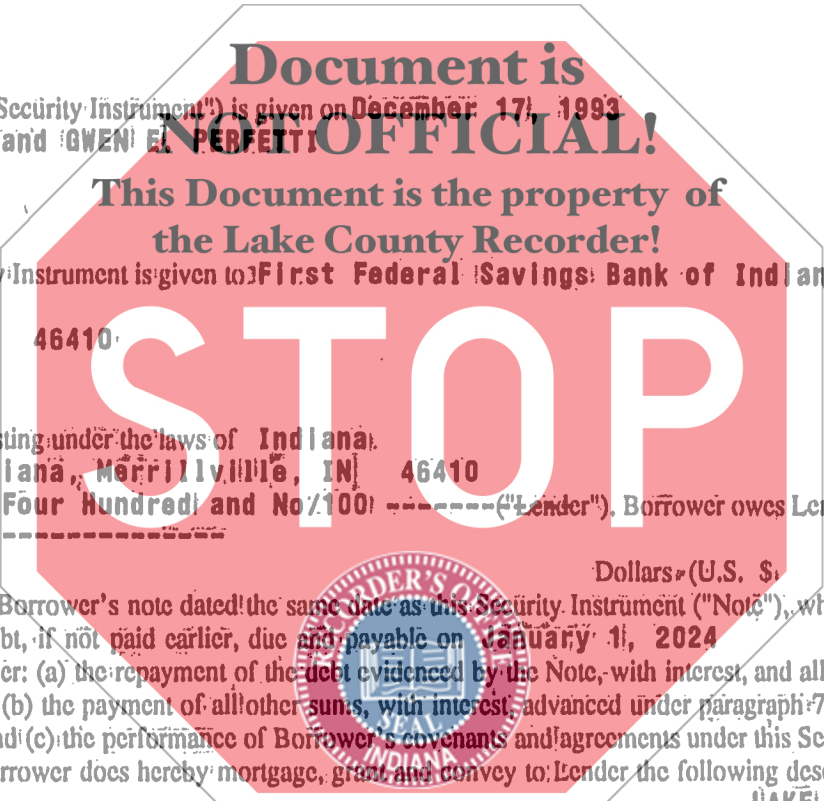 Document is
Security Instrument") is given on December 17, 1993
and GWEN E. PERFETTI
NOT OFFICIAL!
This Document is the property of
the Lake County Recorder!
Instrument is given to First Federal Savings Bank of Indian
46410
STOP
sting under the laws of Indiana
iana, Merrillville, IN 46410
Four Hundred and No/100 -------("Lender"). Borrower owes Len
---------------
Dollars (U.S. $
Borrower's note dated the same date as this Security Instrument ("Note"), wh
bt, if not paid earlier, due and payable on January 1, 2024
er: (a) the repayment of the debt evidenced by the Note, with interest, and all
(b) the payment of all other sums, with interest, advanced under paragraph 7
nd (c) the performance of Borrower's covenants and agreements under this Se
rrower does hereby mortgage, grant and convey to Lender the following desc
LAKE
RECORDER'S OFFICE
SEAL
INDIANA